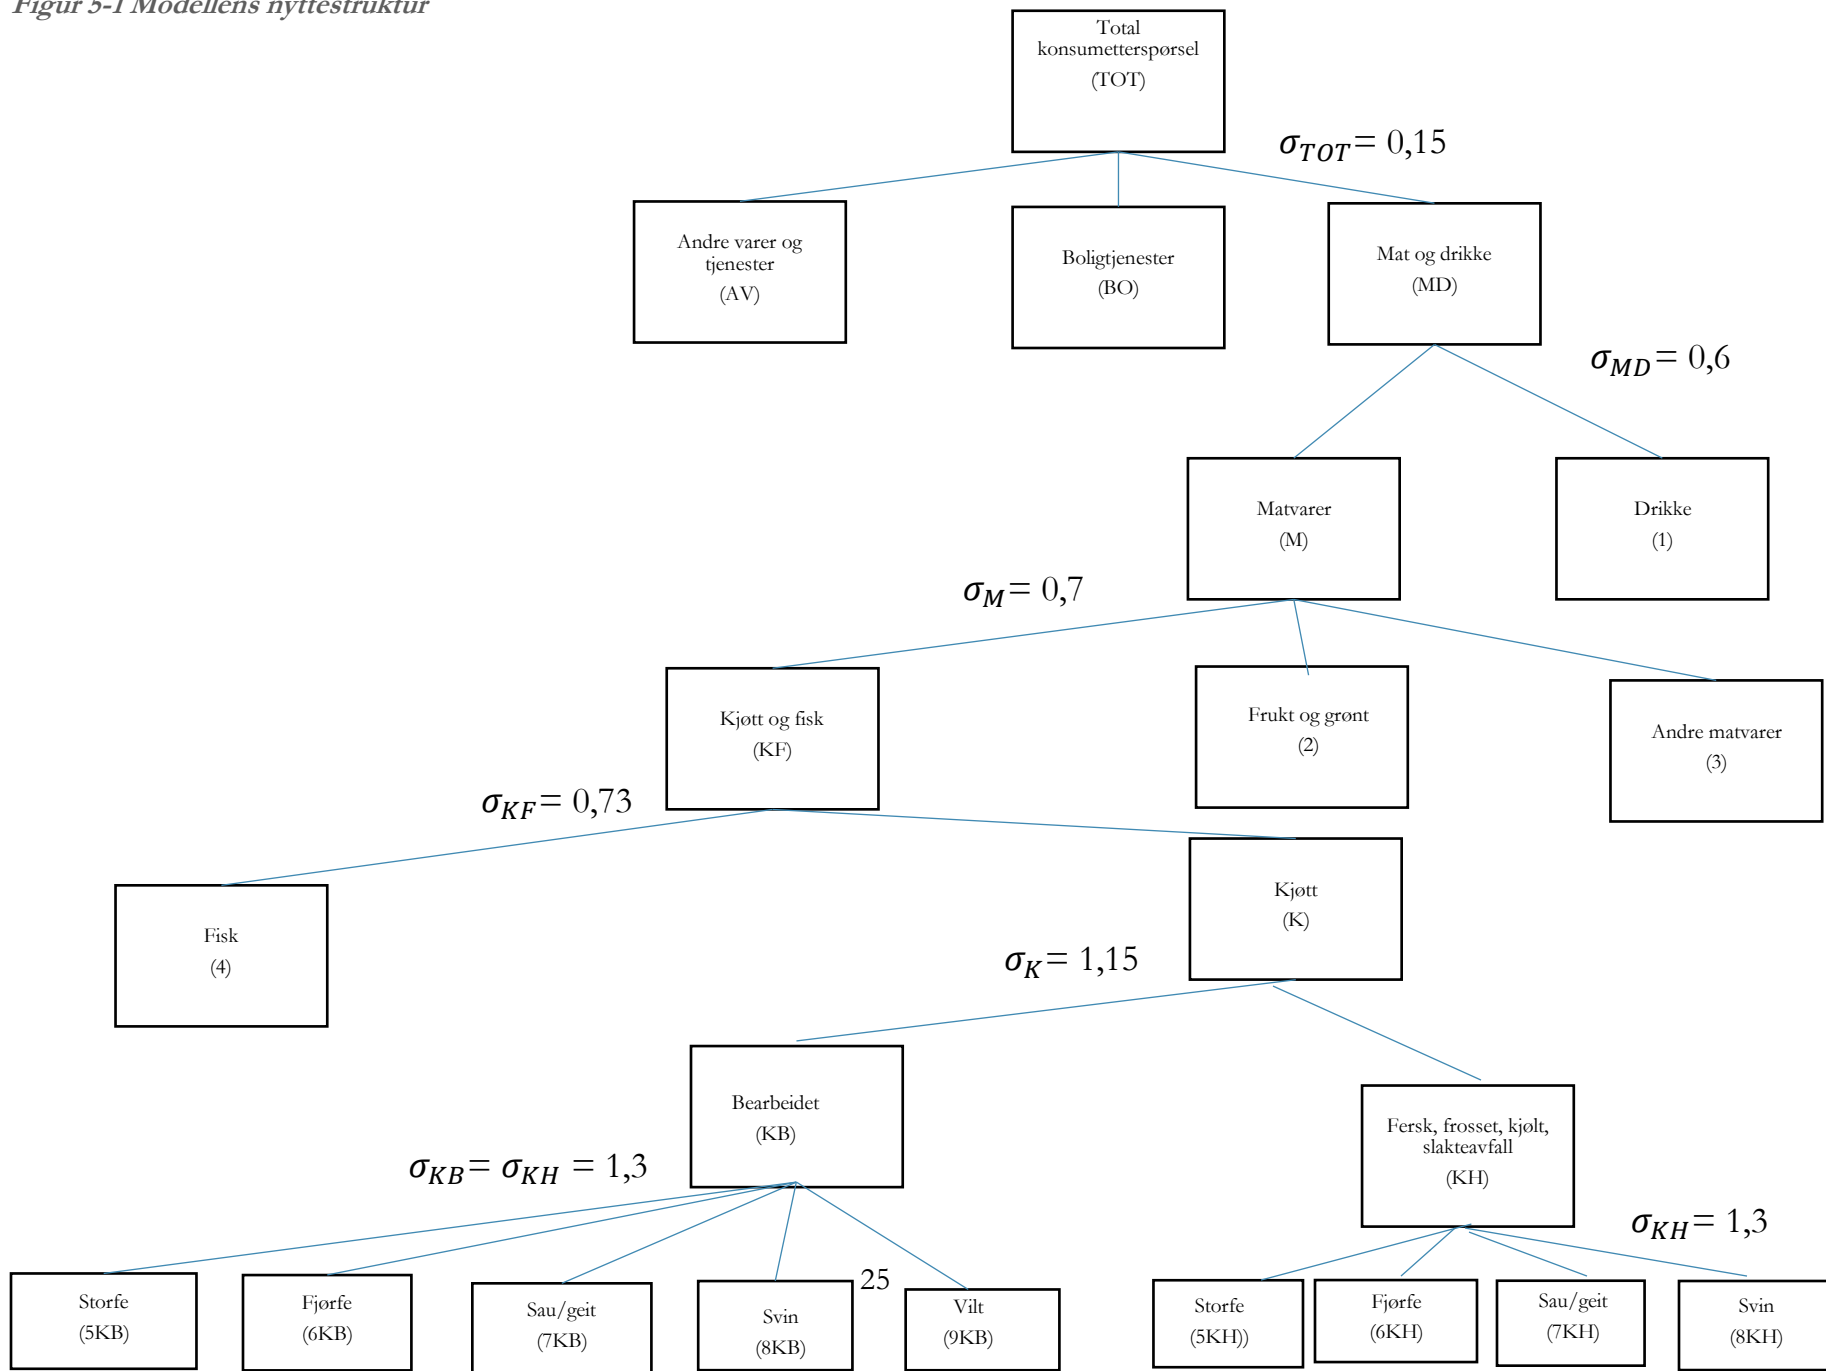 Figur 5-1 Modellens nyttestruktur
Total
konsumetterspørsel
(TOT)
σTOT= 0,15
Andre varer og
tjenester
(AV)
Boligtjenester
(BO)
Mat og drikke
(MD)
σMD= 0,6
Matvarer
(M)
Drikke
(1)
σM= 0,7
Kjøtt og fisk
(KF)
Frukt og grønt
(2)
Andre matvarer
(3)
σKF= 0,73
Fisk
(4)
Kjøtt
(K)
σK= 1,15
Bearbeidet
(KB)
Fersk, frosset, kjølt,
slakteavfall
(KH)
σKB= σKH = 1,3
σKH= 1,3
Storfe
(5KB)
Fjørfe
(6KB)
Sau/geit
(7KB)
Svin
(8KB)
25
Vilt
(9KB)
Storfe
(5KH))
Fjørfe
(6KH)
Sau/geit
(7KH)
Svin
(8KH)